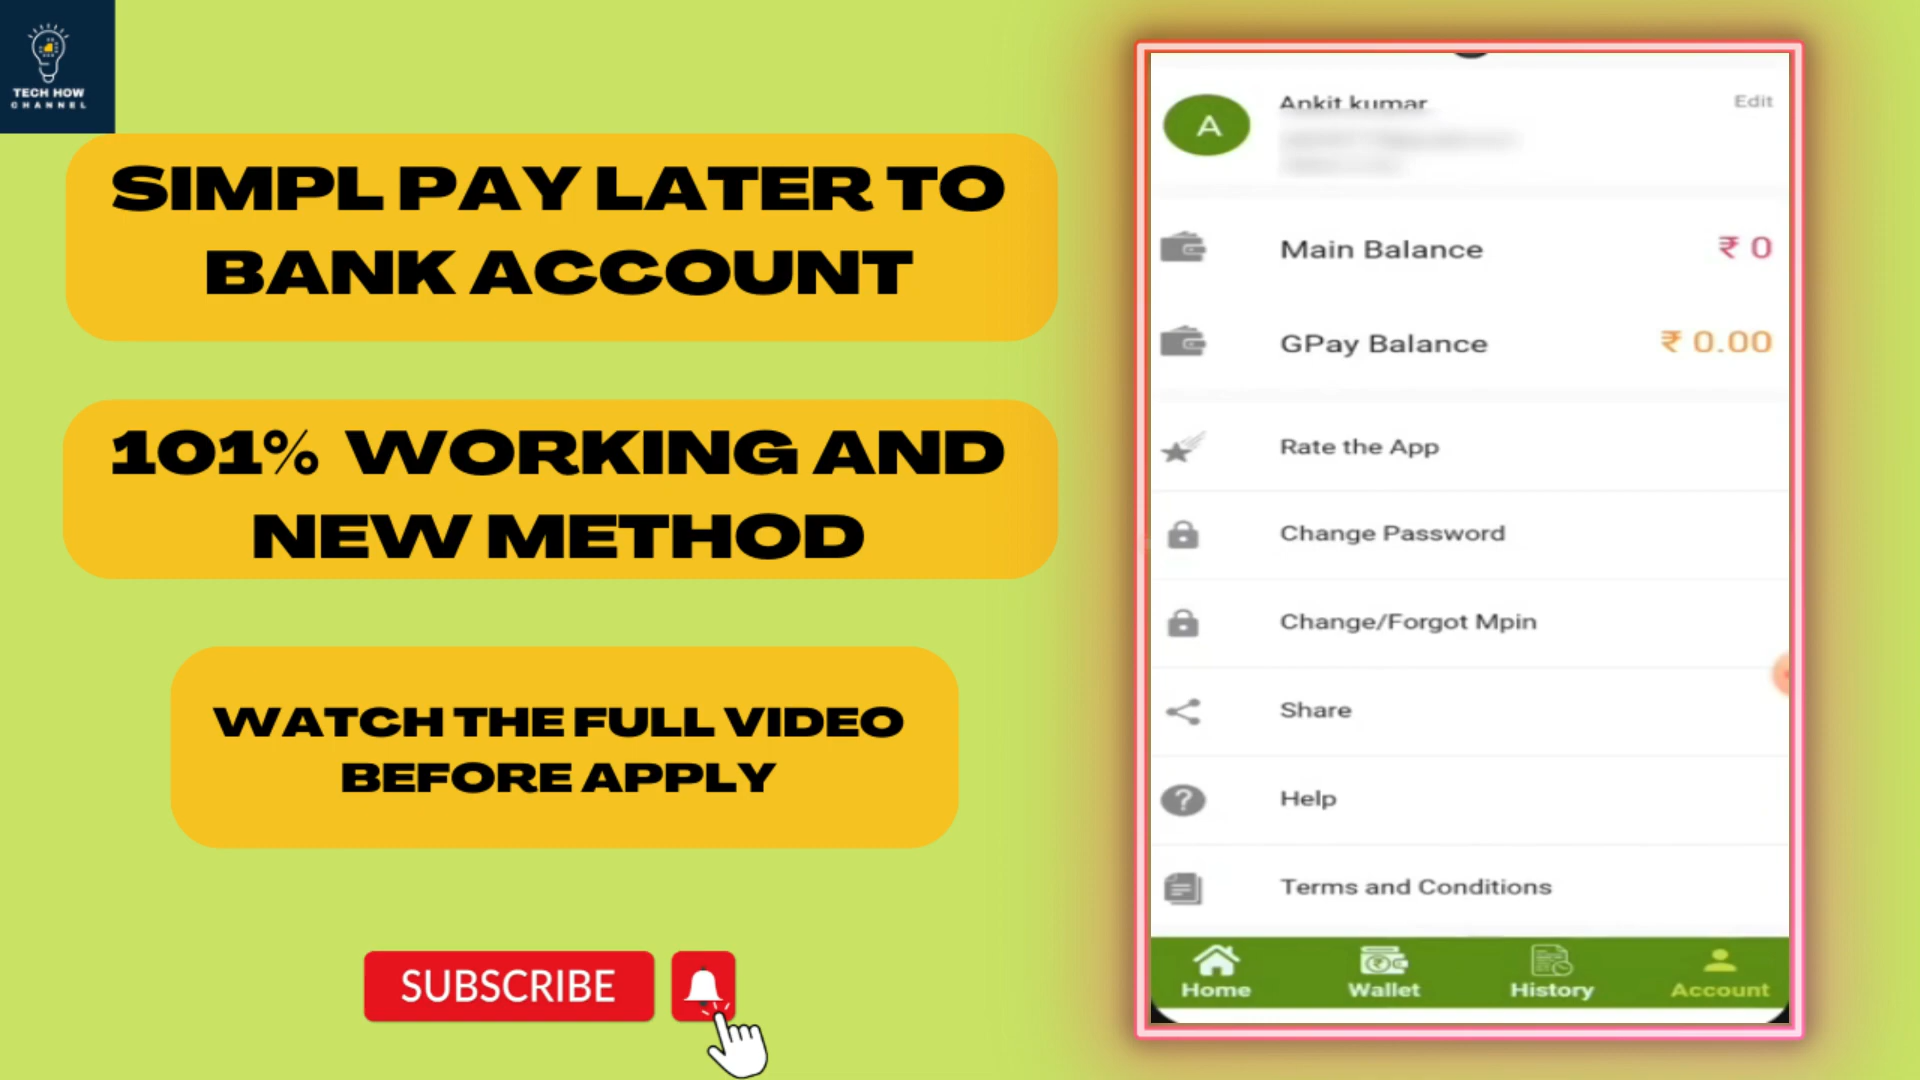 TECH HOW
CHANNEL
SIMPL PAY LATER TO
BANK ACCOUNT
101% WORKING AND
NEW METHOD
WATCH THE FULL VIDEO
BEFORE APPLY
SUBSCRIBE
A
Ankit kumar
Edit
Main Balance ₹ 0
GPay Balance ₹ 0.00
Rate the App
Change Password
Change/Forgot Mpin
Share
Help
Terms and Conditions
Home Wallet History Account